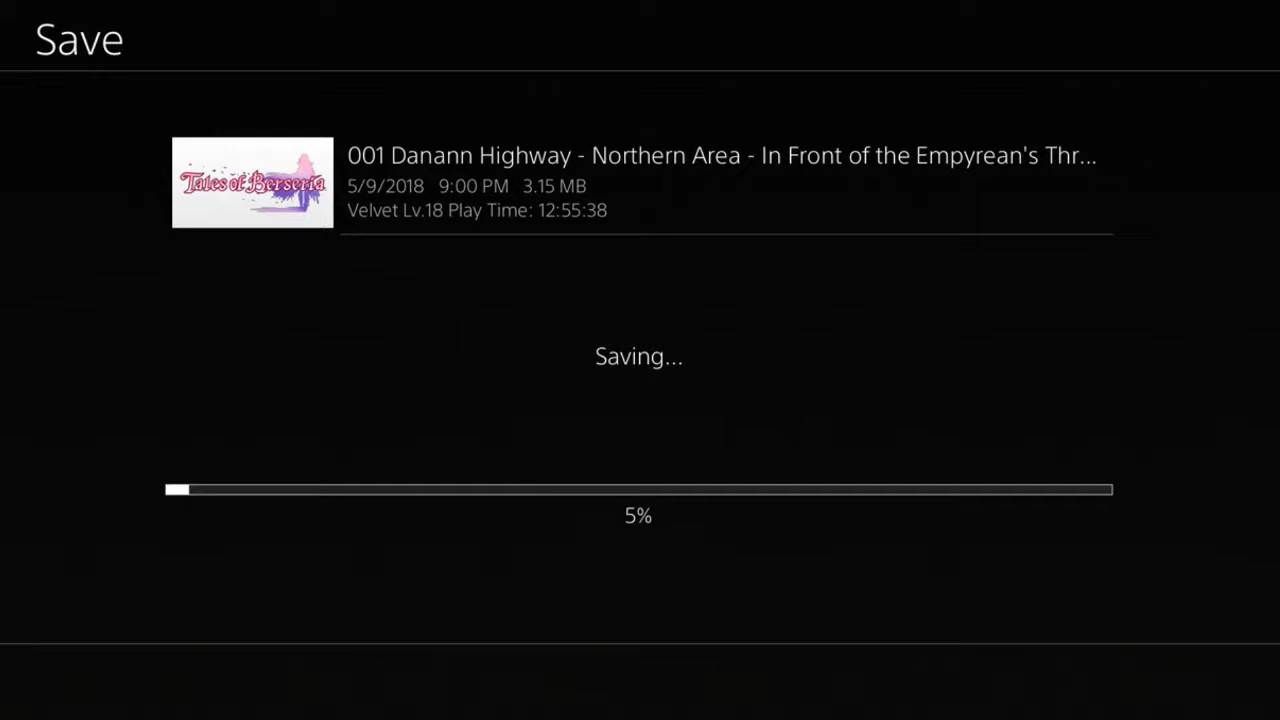 Save
Tales of Berseria
001 Danann Highway - Northern Area - In Front of the Empyrean's Thr...
5/9/2018 9:00 PM 3.15 MB
Velvet Lv.18 Play Time: 12:55:38
Saving...
5%